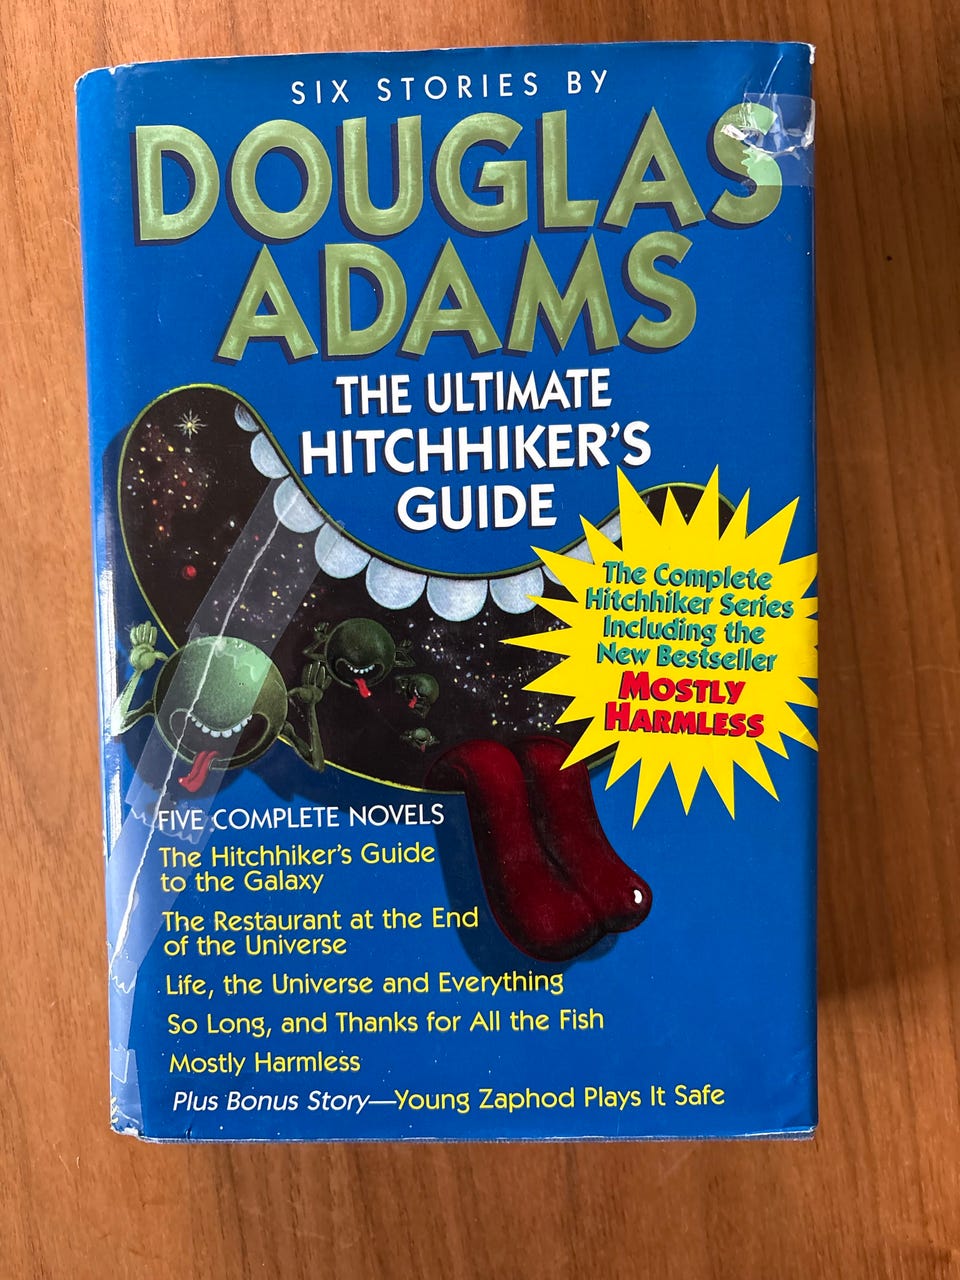 SIX STORIES BY
DOUGLAS
ADAMS
THE ULTIMATE
HITCHHIKER'S
GUIDE
The Complete
Hitchhiker Series
Including the
New Bestseller
MOSTLY
HARMLESS
FIVE COMPLETE NOVELS
The Hitchhiker's Guide
to the Galaxy
The Restaurant at the End
of the Universe
Life, the Universe and Everything
So Long, and Thanks for All the Fish
Mostly Harmless
Plus Bonus Story—Young Zaphod Plays It Safe